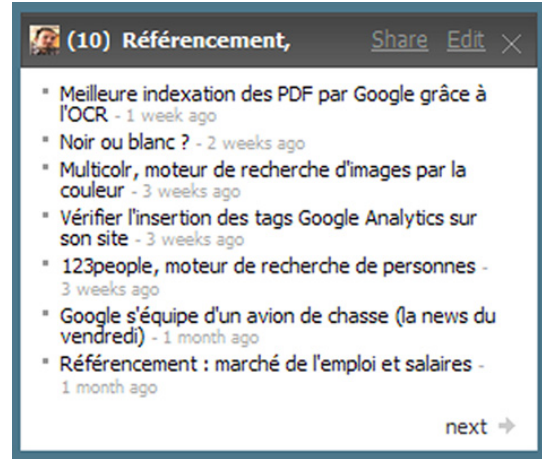 (10) Référencement, Share Edit
Meilleure indexation des PDF par Google grâce à
l'OCR - 1 week ago
Noir ou blanc ? - 2 weeks ago
Multicolr, moteur de recherche d'images par la
couleur - 3 weeks ago
Vérifier l'insertion des tags Google Analytics sur
son site - 3 weeks ago
123people, moteur de recherche de personnes -
3 weeks ago
Google s'équipe d'un avion de chasse (la news du
vendredi) - 1 month ago
Référencement : marché de l'emploi et salaires -
1 month ago
next